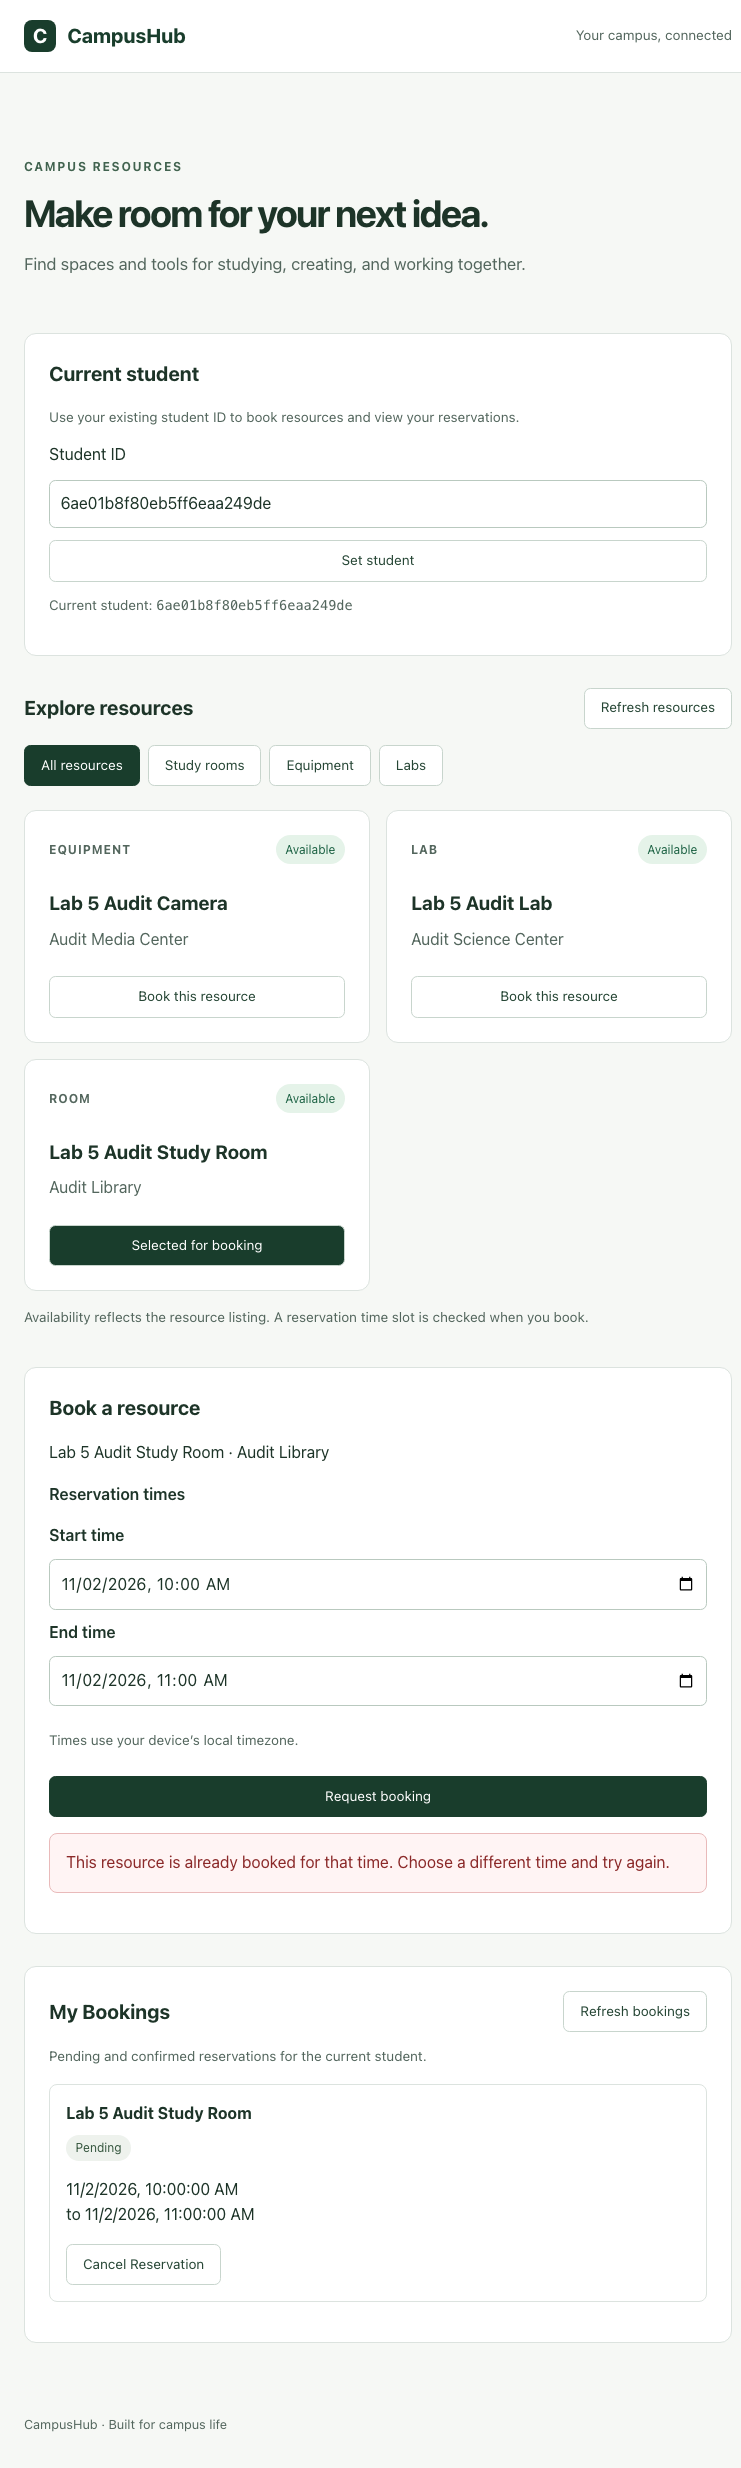 C CampusHub
Your campus, connected
CAMPUS RESOURCES
Make room for your next idea.
Find spaces and tools for studying, creating, and working together.
Current student
Use your existing student ID to book resources and view your reservations.
Student ID
6ae01b8f80eb5ff6eaa249de
Set student
Current student: 6ae01b8f80eb5ff6eaa249de
Explore resources
Refresh resources
All resources
Study rooms
Equipment
Labs
EQUIPMENT
Available
Lab 5 Audit Camera
Audit Media Center
Book this resource
LAB
Available
Lab 5 Audit Lab
Audit Science Center
Book this resource
ROOM
Available
Lab 5 Audit Study Room
Audit Library
Selected for booking
Availability reflects the resource listing. A reservation time slot is checked when you book.
Book a resource
Lab 5 Audit Study Room · Audit Library
Reservation times
Start time
11/02/2026, 10:00 AM
End time
11/02/2026, 11:00 AM
Times use your device's local timezone.
Request booking
This resource is already booked for that time. Choose a different time and try again.
My Bookings
Refresh bookings
Pending and confirmed reservations for the current student.
Lab 5 Audit Study Room
Pending
11/2/2026, 10:00:00 AM
to 11/2/2026, 11:00:00 AM
Cancel Reservation
CampusHub · Built for campus life